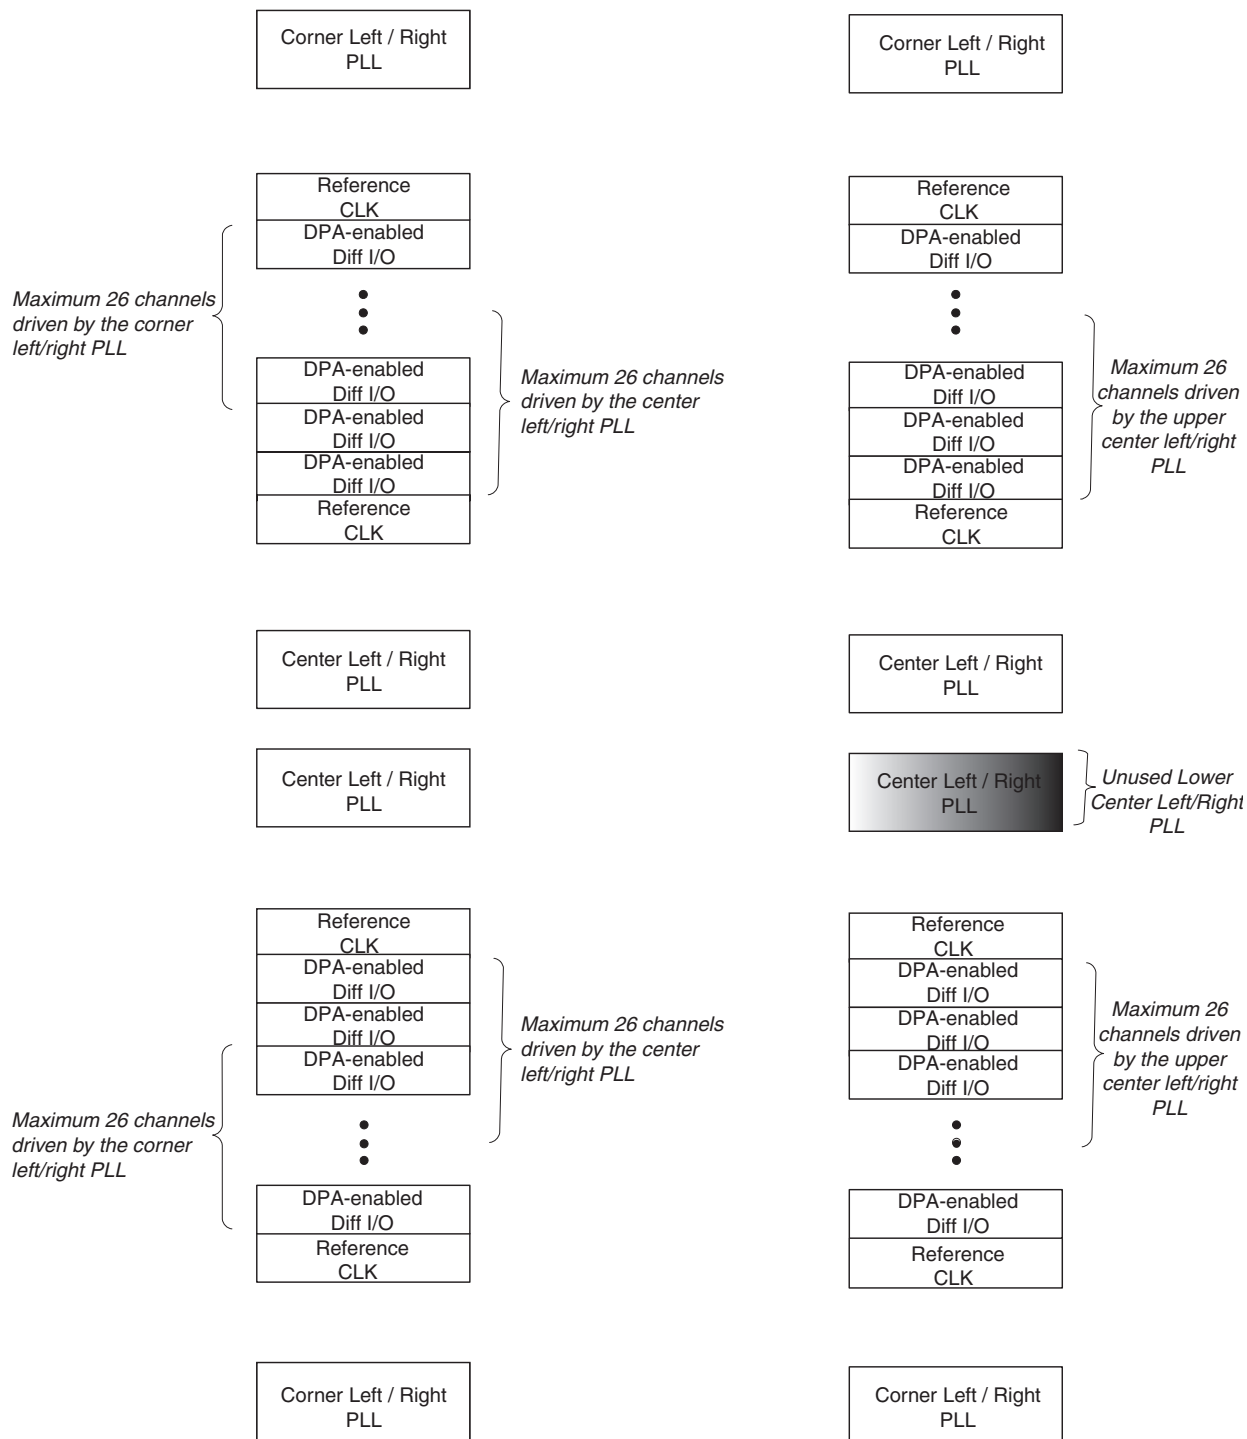 Corner Left / Right
PLL
Reference
CLK
DPA-enabled
Diff I/O
Maximum 26 channels
driven by the corner
left/right PLL
DPA-enabled
Diff I/O
DPA-enabled
Diff I/O
DPA-enabled
Diff I/O
Reference
CLK
Maximum 26 channels
driven by the center
left/right PLL
Center Left / Right
PLL
Center Left / Right
PLL
Reference
CLK
DPA-enabled
Diff I/O
DPA-enabled
Diff I/O
DPA-enabled
Diff I/O
Maximum 26 channels
driven by the center
left/right PLL
Maximum 26 channels
driven by the corner
left/right PLL
DPA-enabled
Diff I/O
Reference
CLK
Corner Left / Right
PLL
Corner Left / Right
PLL
Reference
CLK
DPA-enabled
Diff I/O
DPA-enabled
Diff I/O
DPA-enabled
Diff I/O
DPA-enabled
Diff I/O
Reference
CLK
Maximum 26
channels driven
by the upper
center left/right
PLL
Center Left / Right
PLL
Center Left / Right
PLL
Unused Lower
Center Left/Right
PLL
Reference
CLK
DPA-enabled
Diff I/O
DPA-enabled
Diff I/O
DPA-enabled
Diff I/O
Maximum 26
channels driven
by the upper
center left/right
PLL
DPA-enabled
Diff I/O
Reference
CLK
Corner Left / Right
PLL